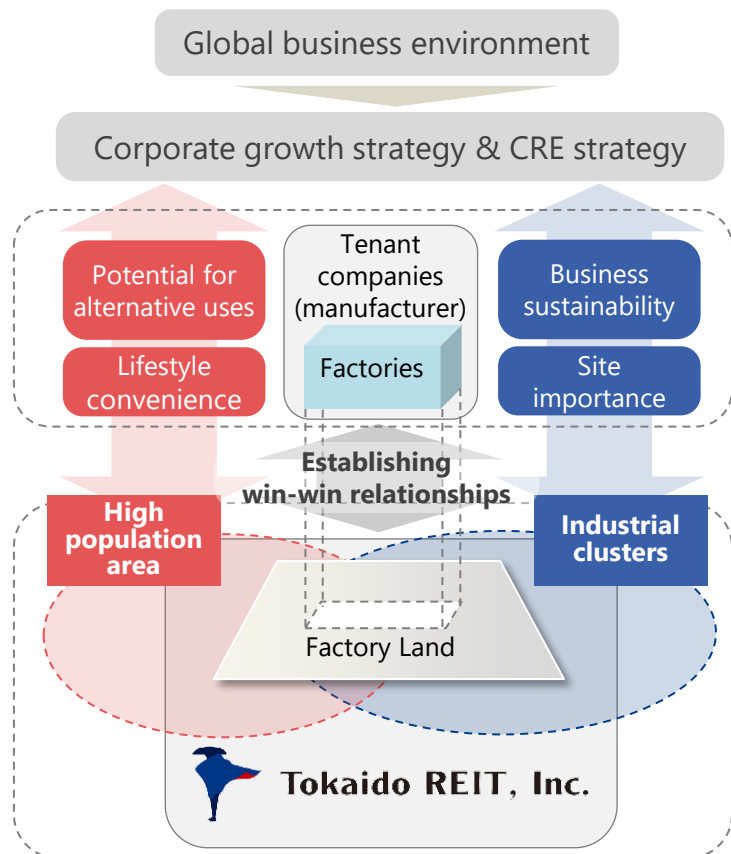 Global business environment
Corporate growth strategy & CRE strategy
Potential for
alternative uses
Lifestyle
convenience
Tenant
companies
(manufacturer)
Factories
Business
sustainability
Site
importance
Establishing
win-win relationships
High
population
area
Industrial
clusters
Factory Land
Tokaido REIT, Inc.